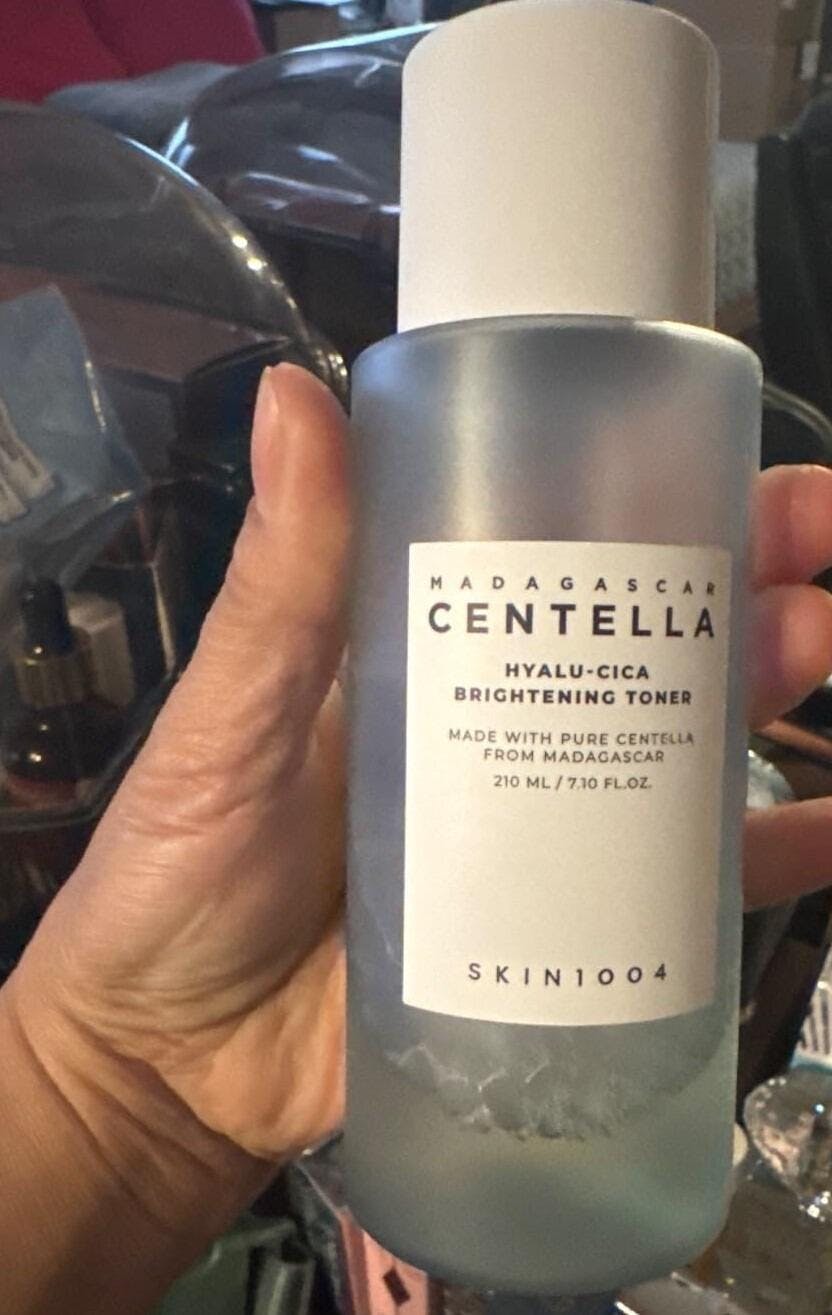 MADAGASCAR
CENTELLA
HYALU-CICA
BRIGHTENING TONER
MADE WITH PURE CENTELLA
FROM MADAGASCAR
210 ML / 7.10 FL.OZ.
SKIN1004